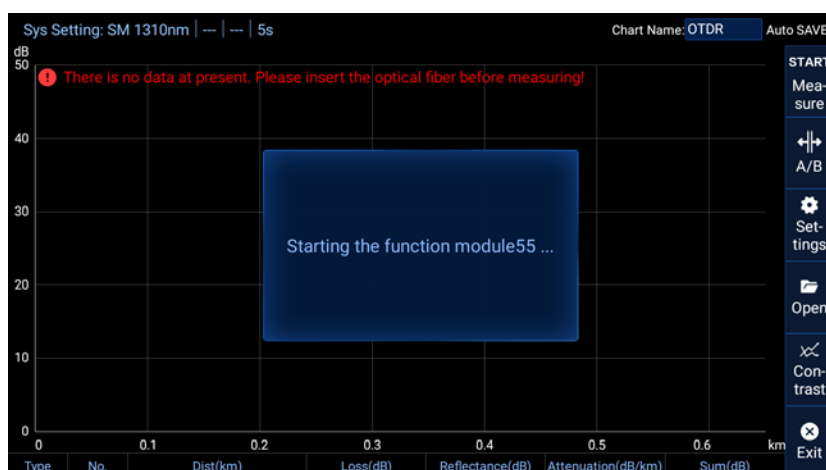 Sys Setting: SM 1310nm | --- | --- | 5s
Chart Name: OTDR
Auto SAVE
dB
50
There is no data at present. Please insert the optical fiber before measuring!
START
Mea-
sure
40
A/B
30
Set-
tings
Starting the function module55 ...
20
Open
10
Con-
trast
0
0 0.1 0.2 0.3 0.4 0.5 0.6 km
Exit
Type No. Dist(km) Loss(dB) Reflectance(dB) Attenuation(dB/km) Sum(dB)